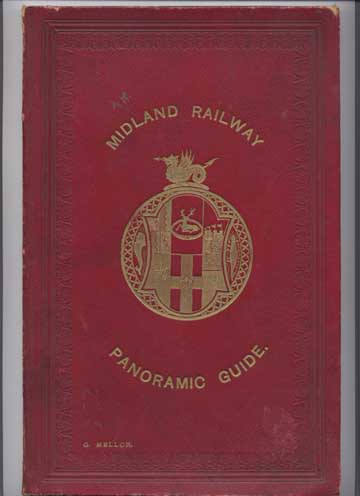 MIDLAND RAILWAY
PANORAMIC GUIDE.
G. MELLOR.